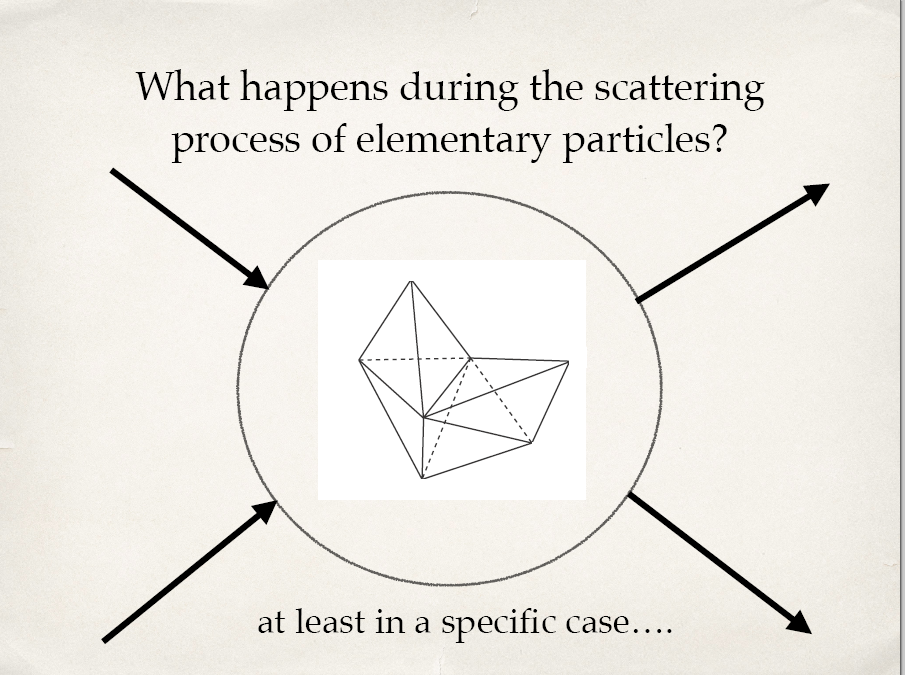 What happens during the scattering
process of elementary particles?
at least in a specific case….